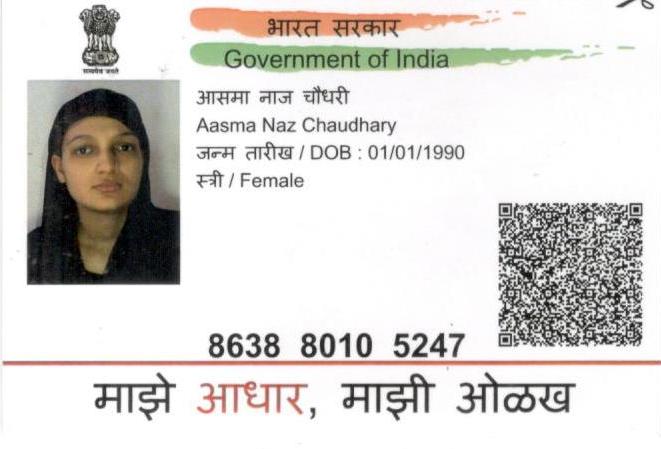 भारत सरकार
Government of India
सत्यमेव जयते
आसमा नाज चौधरी
Aasma Naz Chaudhary
जन्म तारीख / DOB : 01/01/1990
स्त्री / Female
8638 8010 5247
माझे आधार, माझी ओळख